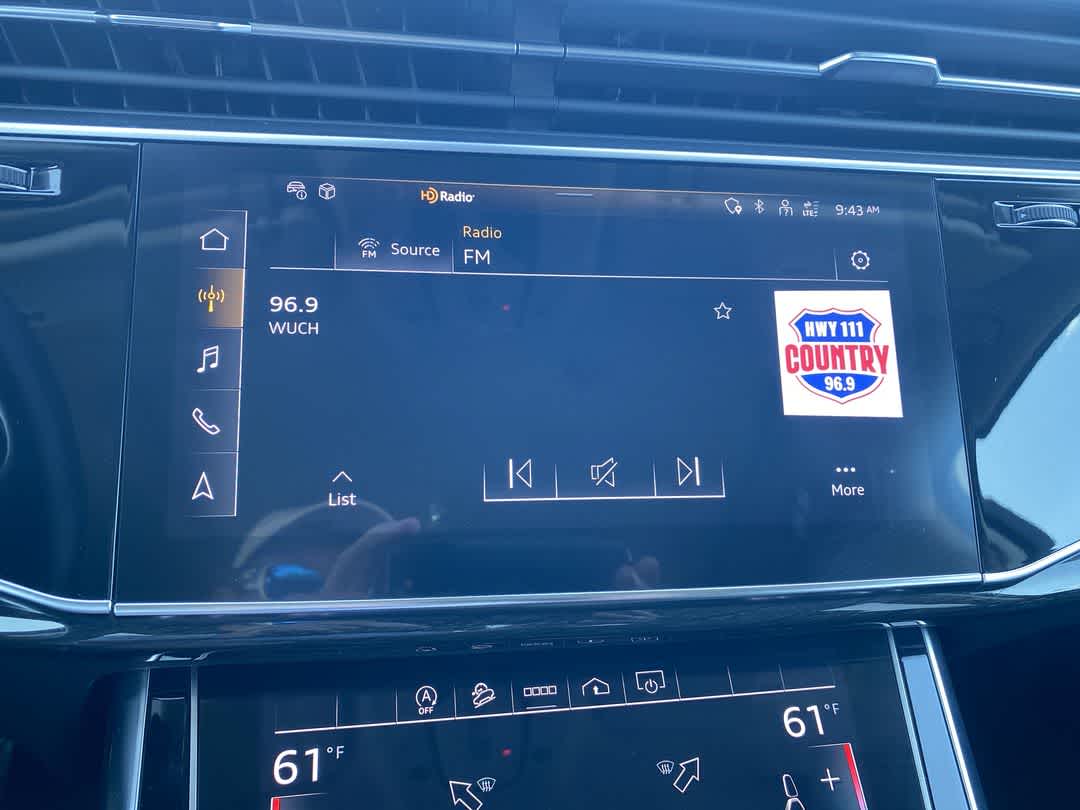 HD Radio
LTE
9:43 AM
FM
Source
Radio
FM
96.9
WUCH
HWY 111
COUNTRY
96.9
List
More
A
OFF
61°F
61°F